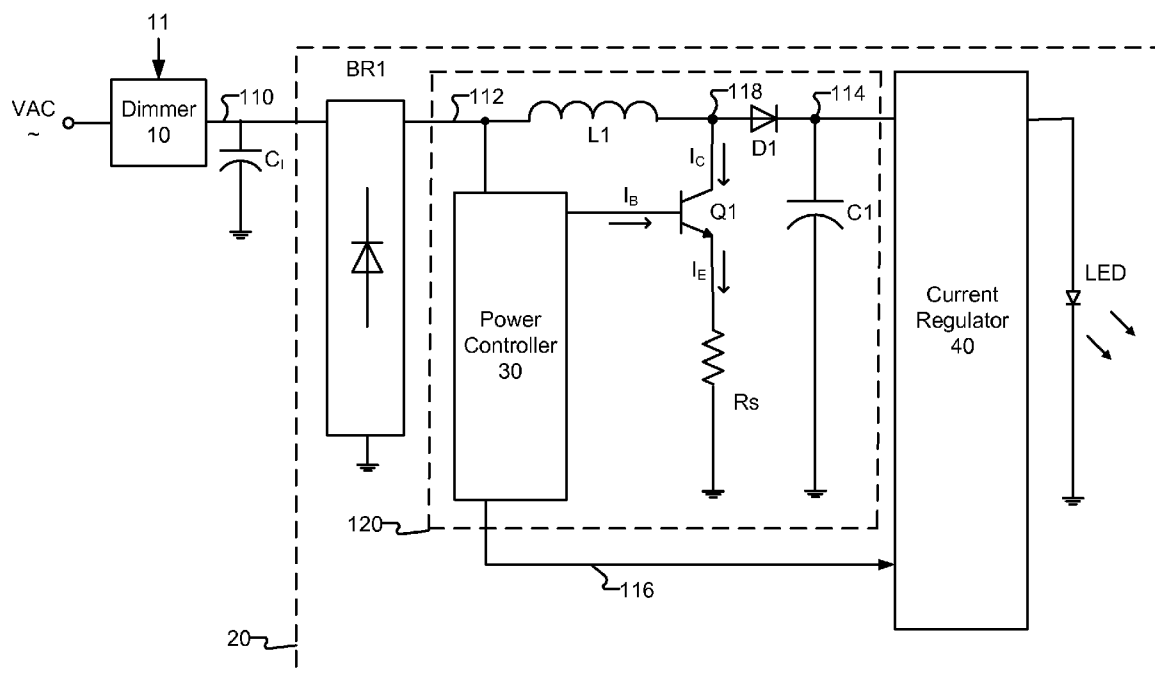 11
BR1
VAC
~
Dimmer
10
110
112
118
114
L1
D1
C_I
I_C
I_B
Q1
C1
I_E
LED
Power
Controller
30
Current
Regulator
40
Rs
120
116
20